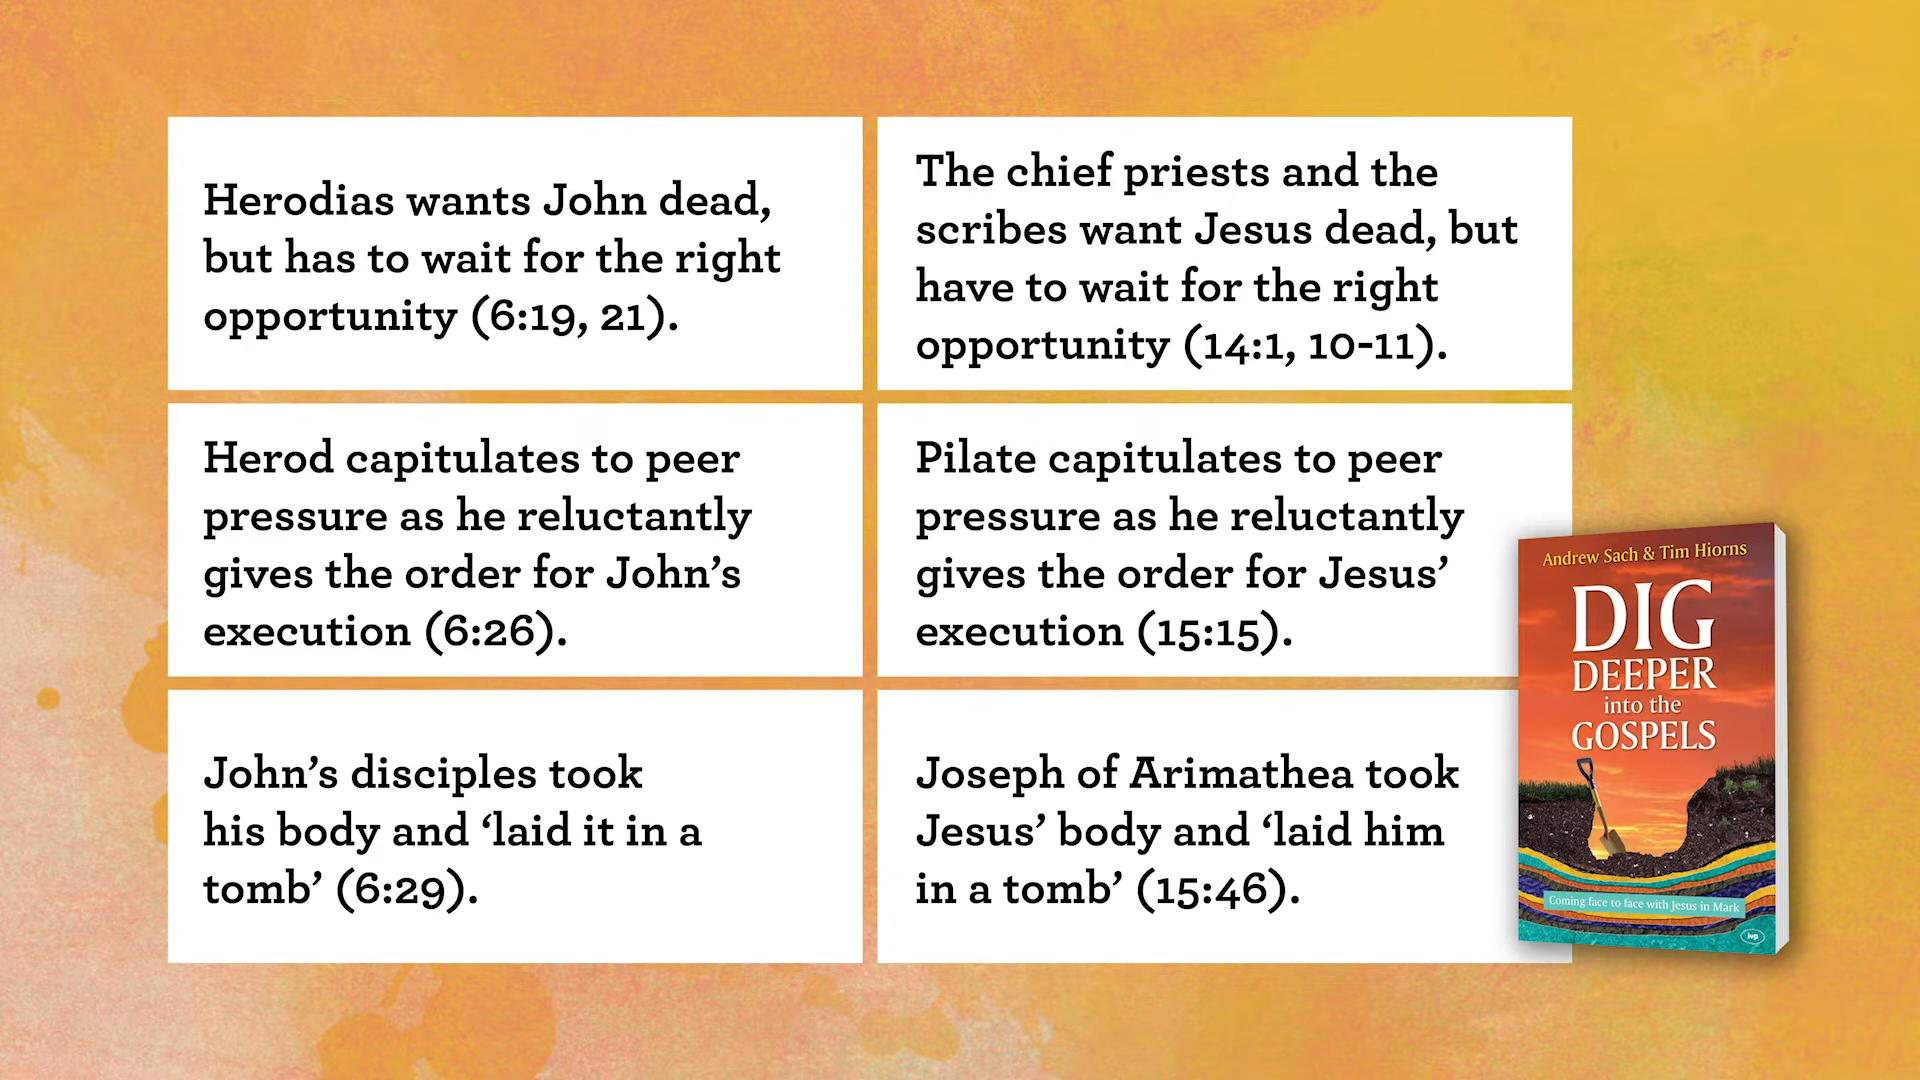 Herodias wants John dead,
but has to wait for the right
opportunity (6:19, 21).
The chief priests and the
scribes want Jesus dead, but
have to wait for the right
opportunity (14:1, 10-11).
Herod capitulates to peer
pressure as he reluctantly
gives the order for John’s
execution (6:26).
Pilate capitulates to peer
pressure as he reluctantly
gives the order for Jesus’
execution (15:15).
John’s disciples took
his body and ‘laid it in a
tomb’ (6:29).
Joseph of Arimathea took
Jesus’ body and ‘laid him
in a tomb’ (15:46).
Andrew Sach & Tim Hiorns
DIG
DEEPER
into the
GOSPELS
Coming face to face with Jesus in Mark
ivp